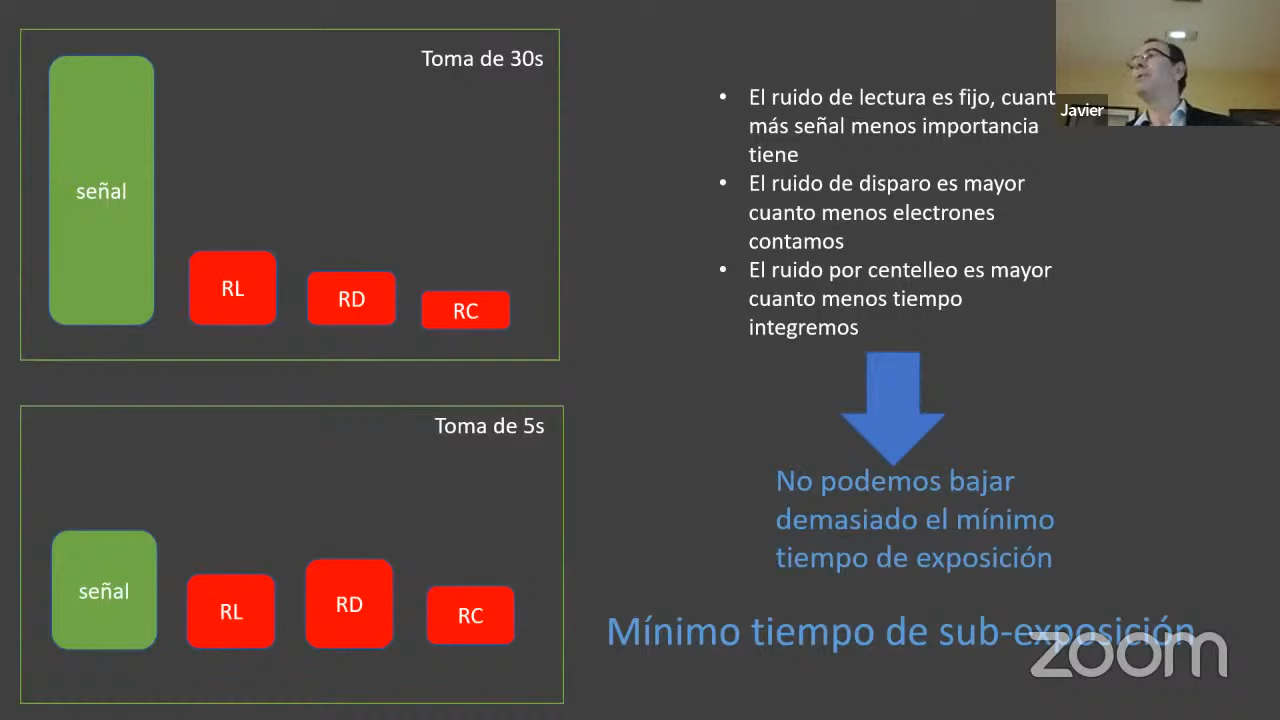 Toma de 30s
señal
RL
RD
RC
Toma de 5s
señal
RL
RD
RC
• El ruido de lectura es fijo, cuant
más señal menos importancia
tiene
• El ruido de disparo es mayor
cuanto menos electrones
contamos
• El ruido por centelleo es mayor
cuanto menos tiempo
integremos
No podemos bajar
demasiado el mínimo
tiempo de exposición
Mínimo tiempo de sub-exposición
Javier
zoom